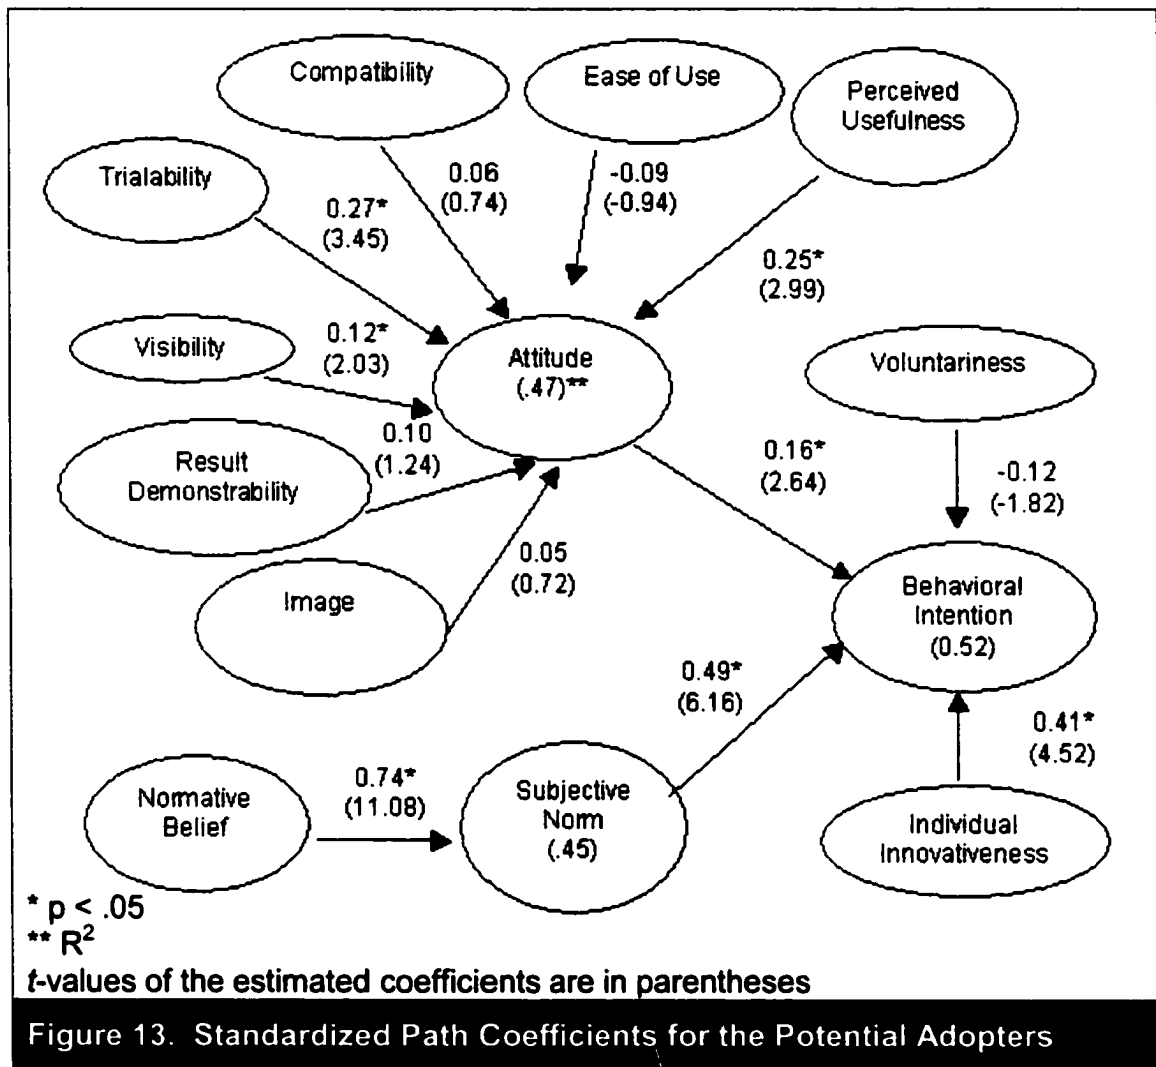 Compatibility
Ease of Use
Perceived
Usefulness
Trialability
0.06
(0.74)
-0.09
(-0.94)
0.27*
(3.45)
0.25*
(2.99)
Visibility
0.12*
(2.03)
Attitude
(.47)**
Voluntariness
Result
Demonstrability
0.10
(1.24)
0.16*
(2.64)
-0.12
(-1.82)
Image
0.05
(0.72)
Behavioral
Intention
(0.52)
0.49*
(6.16)
0.41*
(4.52)
Normative
Belief
0.74*
(11.08)
Subjective
Norm
(.45)
Individual
Innovativeness
* p < .05
** R²
t-values of the estimated coefficients are in parentheses
Figure 13. Standardized Path Coefficients for the Potential Adopters